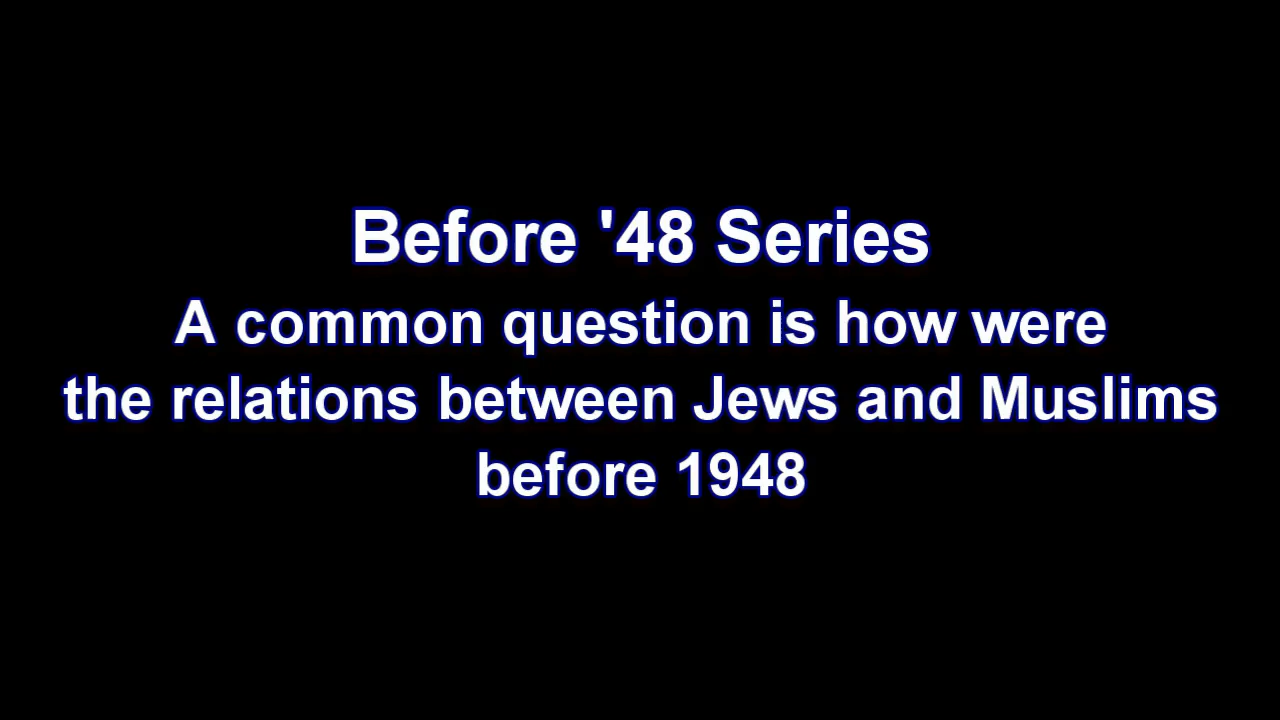 Before '48 Series
A common question is how were
the relations between Jews and Muslims
before 1948